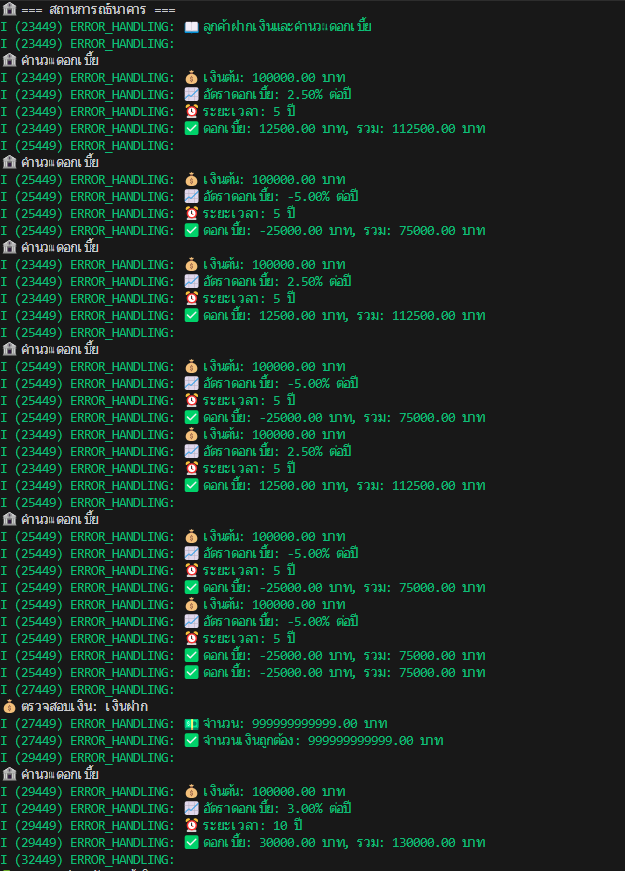 🏦 === สถานการณ์ธนาคาร ===
I (23449) ERROR_HANDLING: 📖 ลูกค้าฝากเงินและคำนวณดอกเบี้ย
I (23449) ERROR_HANDLING:
🏦 คำนวณดอกเบี้ย
I (23449) ERROR_HANDLING: 💰 เงินต้น: 100000.00 บาท
I (23449) ERROR_HANDLING: 📈 อัตราดอกเบี้ย: 2.50% ต่อปี
I (23449) ERROR_HANDLING: ⏰ ระยะเวลา: 5 ปี
I (23449) ERROR_HANDLING: ✅ ดอกเบี้ย: 12500.00 บาท, รวม: 112500.00 บาท
I (25449) ERROR_HANDLING:
🏦 คำนวณดอกเบี้ย
I (25449) ERROR_HANDLING: 💰 เงินต้น: 100000.00 บาท
I (25449) ERROR_HANDLING: 📈 อัตราดอกเบี้ย: -5.00% ต่อปี
I (25449) ERROR_HANDLING: ⏰ ระยะเวลา: 5 ปี
I (25449) ERROR_HANDLING: ✅ ดอกเบี้ย: -25000.00 บาท, รวม: 75000.00 บาท
🏦 คำนวณดอกเบี้ย
I (23449) ERROR_HANDLING: 💰 เงินต้น: 100000.00 บาท
I (23449) ERROR_HANDLING: 📈 อัตราดอกเบี้ย: 2.50% ต่อปี
I (23449) ERROR_HANDLING: ⏰ ระยะเวลา: 5 ปี
I (23449) ERROR_HANDLING: ✅ ดอกเบี้ย: 12500.00 บาท, รวม: 112500.00 บาท
I (25449) ERROR_HANDLING:
🏦 คำนวณดอกเบี้ย
I (25449) ERROR_HANDLING: 💰 เงินต้น: 100000.00 บาท
I (25449) ERROR_HANDLING: 📈 อัตราดอกเบี้ย: -5.00% ต่อปี
I (25449) ERROR_HANDLING: ⏰ ระยะเวลา: 5 ปี
I (25449) ERROR_HANDLING: ✅ ดอกเบี้ย: -25000.00 บาท, รวม: 75000.00 บาท
I (23449) ERROR_HANDLING: 💰 เงินต้น: 100000.00 บาท
I (23449) ERROR_HANDLING: 📈 อัตราดอกเบี้ย: 2.50% ต่อปี
I (23449) ERROR_HANDLING: ⏰ ระยะเวลา: 5 ปี
I (23449) ERROR_HANDLING: ✅ ดอกเบี้ย: 12500.00 บาท, รวม: 112500.00 บาท
I (25449) ERROR_HANDLING:
🏦 คำนวณดอกเบี้ย
I (25449) ERROR_HANDLING: 💰 เงินต้น: 100000.00 บาท
I (25449) ERROR_HANDLING: 📈 อัตราดอกเบี้ย: -5.00% ต่อปี
I (25449) ERROR_HANDLING: ⏰ ระยะเวลา: 5 ปี
I (25449) ERROR_HANDLING: ✅ ดอกเบี้ย: -25000.00 บาท, รวม: 75000.00 บาท
I (25449) ERROR_HANDLING: 💰 เงินต้น: 100000.00 บาท
I (25449) ERROR_HANDLING: 📈 อัตราดอกเบี้ย: -5.00% ต่อปี
I (25449) ERROR_HANDLING: ⏰ ระยะเวลา: 5 ปี
I (25449) ERROR_HANDLING: ✅ ดอกเบี้ย: -25000.00 บาท, รวม: 75000.00 บาท
I (25449) ERROR_HANDLING: ✅ ดอกเบี้ย: -25000.00 บาท, รวม: 75000.00 บาท
I (27449) ERROR_HANDLING:
💰 ตรวจสอบเงิน: เงินฝาก
I (27449) ERROR_HANDLING: 💵 จำนวน: 999999999999.00 บาท
I (27449) ERROR_HANDLING: ✅ จำนวนเงินถูกต้อง: 999999999999.00 บาท
I (29449) ERROR_HANDLING:
🏦 คำนวณดอกเบี้ย
I (29449) ERROR_HANDLING: 💰 เงินต้น: 100000.00 บาท
I (29449) ERROR_HANDLING: 📈 อัตราดอกเบี้ย: 3.00% ต่อปี
I (29449) ERROR_HANDLING: ⏰ ระยะเวลา: 10 ปี
I (29449) ERROR_HANDLING: ✅ ดอกเบี้ย: 30000.00 บาท, รวม: 130000.00 บาท
I (32449) ERROR_HANDLING: